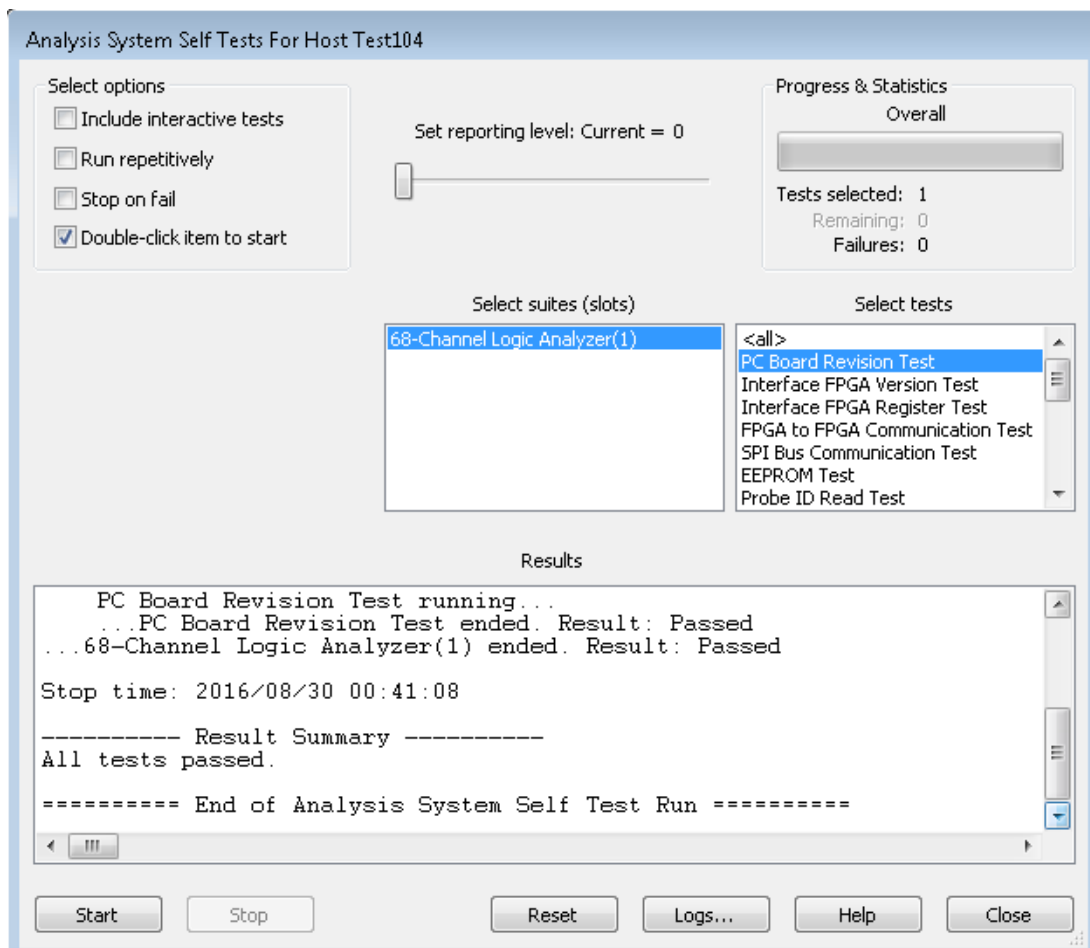 Analysis System Self Tests For Host Test104
Select options
Include interactive tests
Run repetitively
Stop on fail
Double-click item to start
Set reporting level: Current = 0
Progress & Statistics
Overall
Tests selected: 1
Remaining: 0
Failures: 0
Select suites (slots)
68-Channel Logic Analyzer(1)
Select tests
<all>
PC Board Revision Test
Interface FPGA Version Test
Interface FPGA Register Test
FPGA to FPGA Communication Test
SPI Bus Communication Test
EEPROM Test
Probe ID Read Test
Results
PC Board Revision Test running...
...PC Board Revision Test ended. Result: Passed
...68-Channel Logic Analyzer(1) ended. Result: Passed
Stop time: 2016/08/30 00:41:08
---------- Result Summary ----------
All tests passed.
========== End of Analysis System Self Test Run ==========
Start
Stop
Reset
Logs...
Help
Close